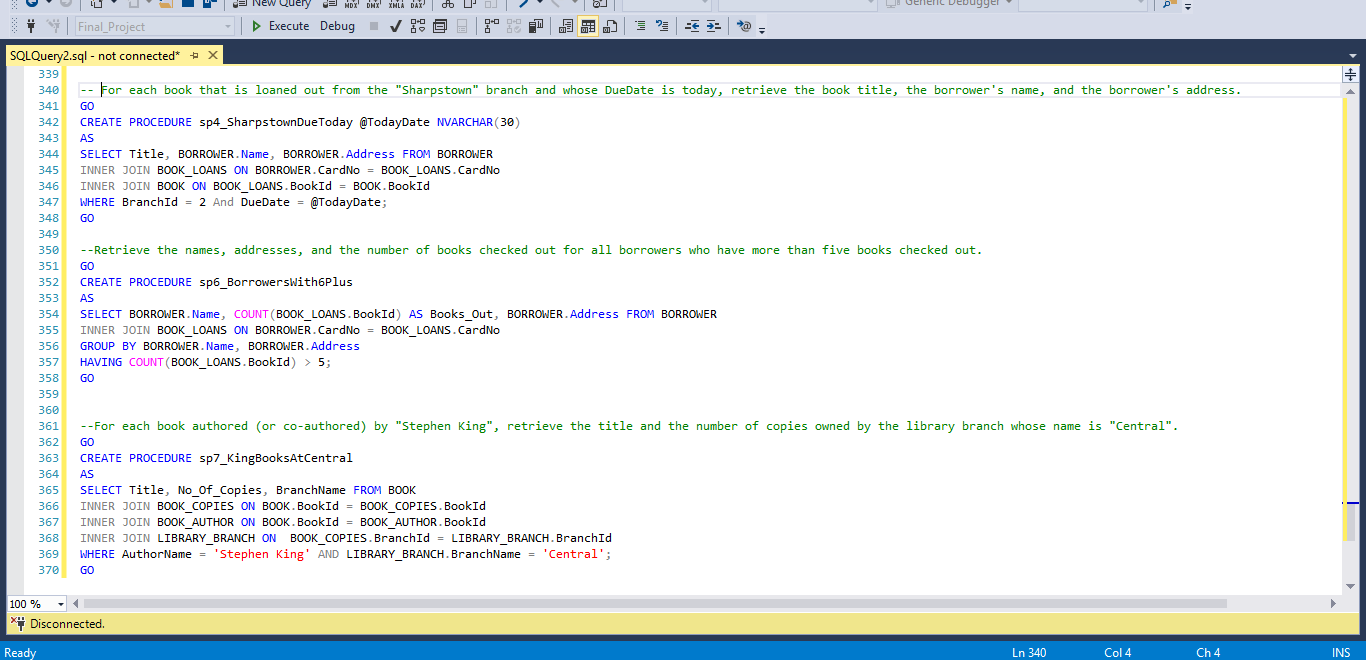 New Query
Generic Debugger
Final_Project
Execute
Debug
SQLQuery2.sql - not connected*
339
340 -- For each book that is loaned out from the "Sharpstown" branch and whose DueDate is today, retrieve the book title, the borrower's name, and the borrower's address.
341 GO
342 CREATE PROCEDURE sp4_SharpstownDueToday @TodayDate NVARCHAR(30)
343 AS
344 SELECT Title, BORROWER.Name, BORROWER.Address FROM BORROWER
345 INNER JOIN BOOK_LOANS ON BORROWER.CardNo = BOOK_LOANS.CardNo
346 INNER JOIN BOOK ON BOOK_LOANS.BookId = BOOK.BookId
347 WHERE BranchId = 2 And DueDate = @TodayDate;
348 GO
349
350 --Retrieve the names, addresses, and the number of books checked out for all borrowers who have more than five books checked out.
351 GO
352 CREATE PROCEDURE sp6_BorrowersWith6Plus
353 AS
354 SELECT BORROWER.Name, COUNT(BOOK_LOANS.BookId) AS Books_Out, BORROWER.Address FROM BORROWER
355 INNER JOIN BOOK_LOANS ON BORROWER.CardNo = BOOK_LOANS.CardNo
356 GROUP BY BORROWER.Name, BORROWER.Address
357 HAVING COUNT(BOOK_LOANS.BookId) > 5;
358 GO
359
360
361 --For each book authored (or co-authored) by "Stephen King", retrieve the title and the number of copies owned by the library branch whose name is "Central".
362 GO
363 CREATE PROCEDURE sp7_KingBooksAtCentral
364 AS
365 SELECT Title, No_Of_Copies, BranchName FROM BOOK
366 INNER JOIN BOOK_COPIES ON BOOK.BookId = BOOK_COPIES.BookId
367 INNER JOIN BOOK_AUTHOR ON BOOK.BookId = BOOK_AUTHOR.BookId
368 INNER JOIN LIBRARY_BRANCH ON  BOOK_COPIES.BranchId = LIBRARY_BRANCH.BranchId
369 WHERE AuthorName = 'Stephen King' AND LIBRARY_BRANCH.BranchName = 'Central';
370 GO
100 %
Disconnected.
Ready Ln 340 Col 4 Ch 4 INS